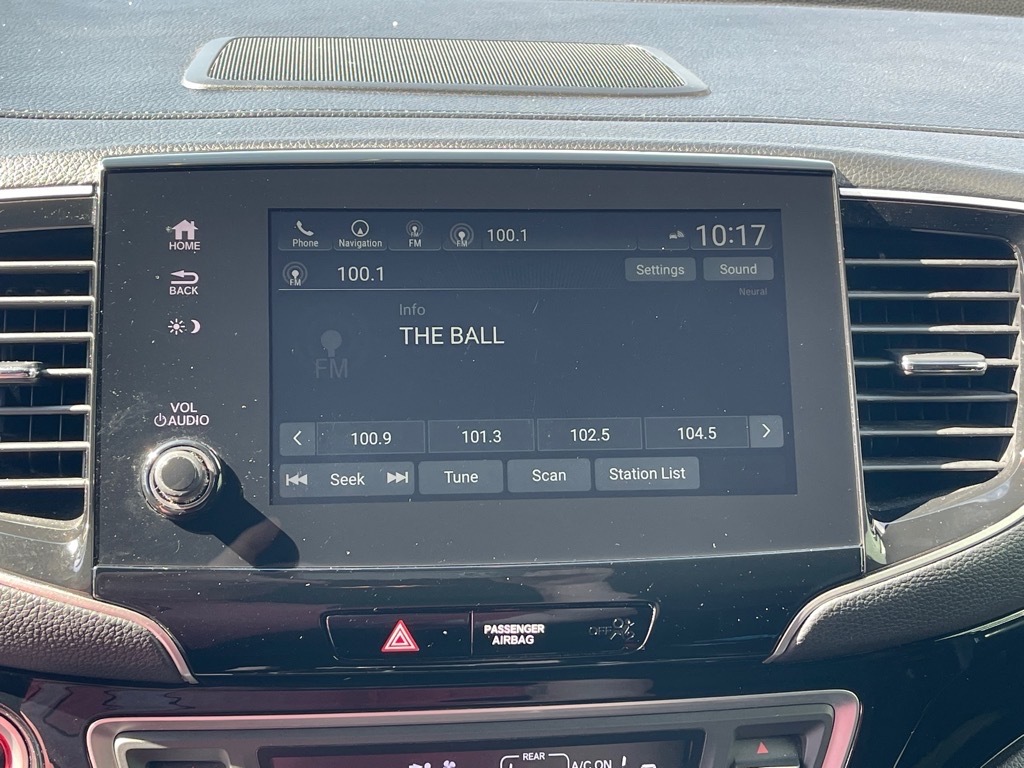 HOME
BACK
VOL
AUDIO
Phone
Navigation
FM
FM
100.1
10:17
FM
100.1
Settings
Sound
Neural
Info
THE BALL
FM
100.9
101.3
102.5
104.5
Seek
Tune
Scan
Station List
PASSENGER
AIRBAG
OFF
REAR
A/C ON